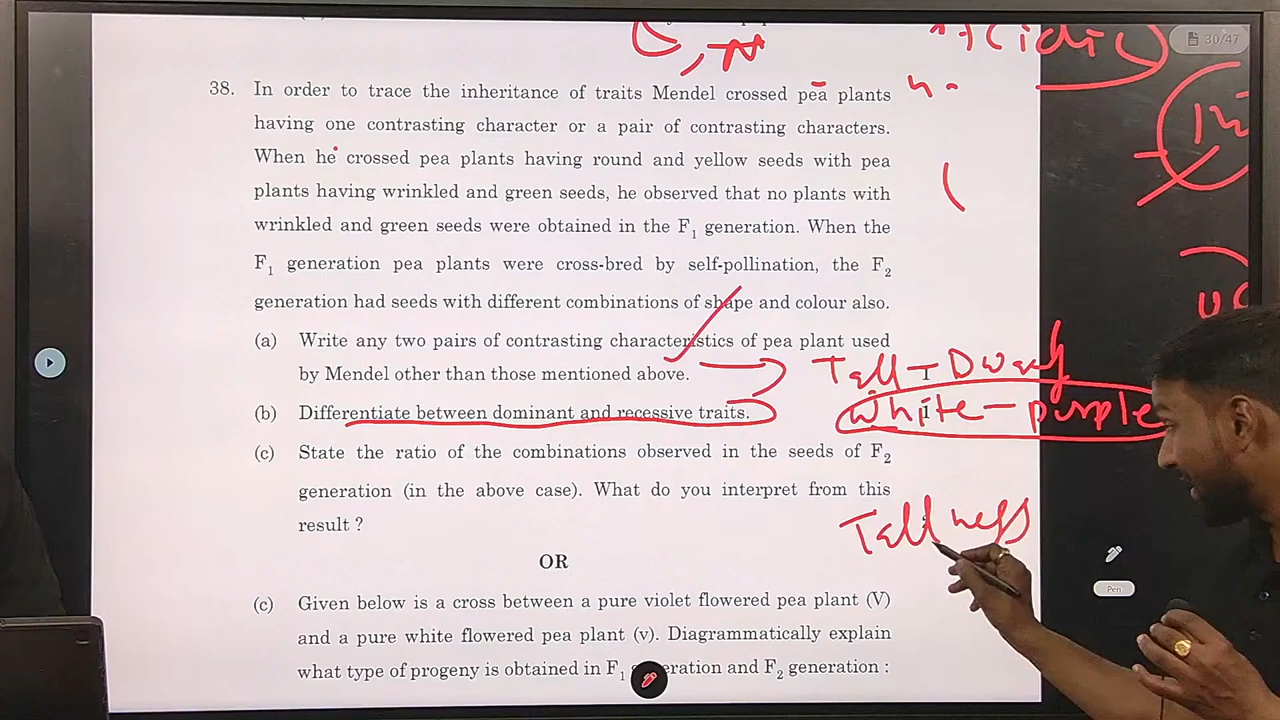 30/47
38. In order to trace the inheritance of traits Mendel crossed pea plants
having one contrasting character or a pair of contrasting characters.
When he crossed pea plants having round and yellow seeds with pea
plants having wrinkled and green seeds, he observed that no plants with
wrinkled and green seeds were obtained in the F1 generation. When the
F1 generation pea plants were cross-bred by self-pollination, the F2
generation had seeds with different combinations of shape and colour also.
(a) Write any two pairs of contrasting characteristics of pea plant used
by Mendel other than those mentioned above.
Tall - Dwarf
(b) Differentiate between dominant and recessive traits.
White - purple
(c) State the ratio of the combinations observed in the seeds of F2
generation (in the above case). What do you interpret from this
result ?
Tallness
OR
Pen
(c) Given below is a cross between a pure violet flowered pea plant (V)
and a pure white flowered pea plant (v). Diagrammatically explain
what type of progeny is obtained in F1 generation and F2 generation :